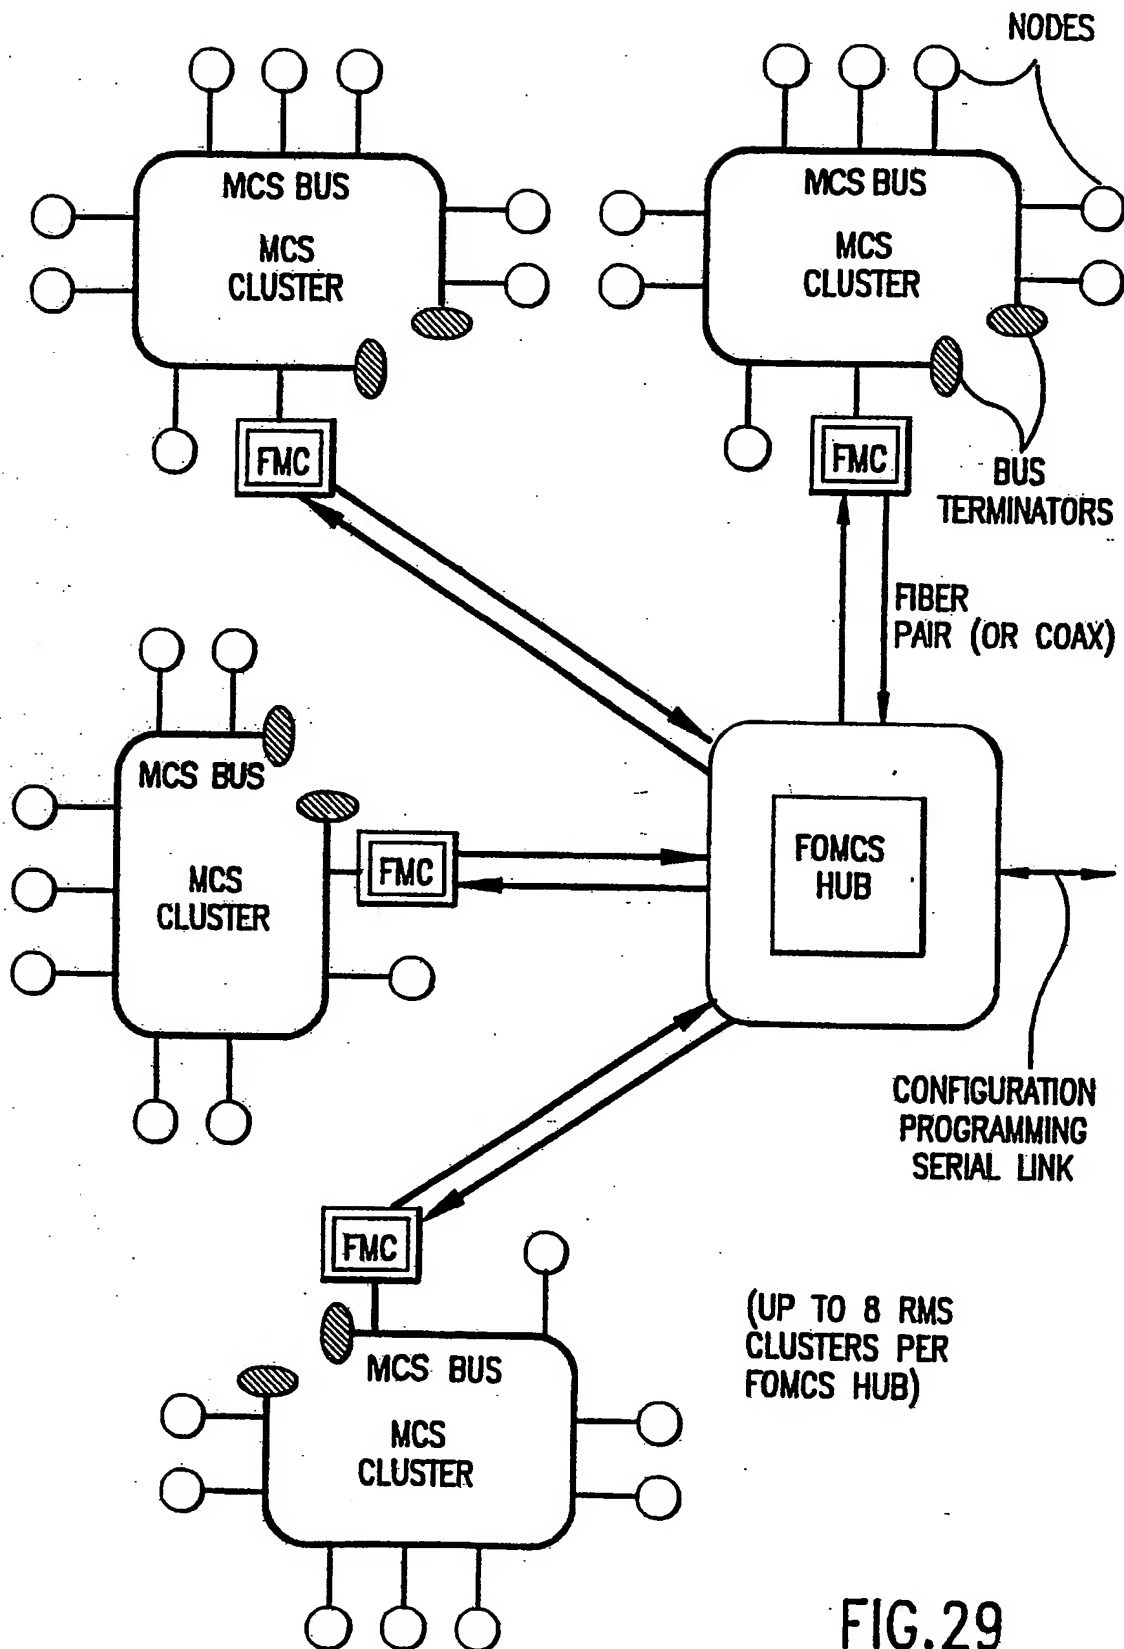 NODES
MCS BUS
MCS
CLUSTER
FMC
MCS BUS
MCS
CLUSTER
FMC
BUS
TERMINATORS
FIBER
PAIR (OR COAX)
MCS BUS
MCS
CLUSTER
FMC
FOMCS
HUB
CONFIGURATION
PROGRAMMING
SERIAL LINK
FMC
MCS BUS
MCS
CLUSTER
(UP TO 8 RMS
CLUSTERS PER
FOMCS HUB)
FIG.29